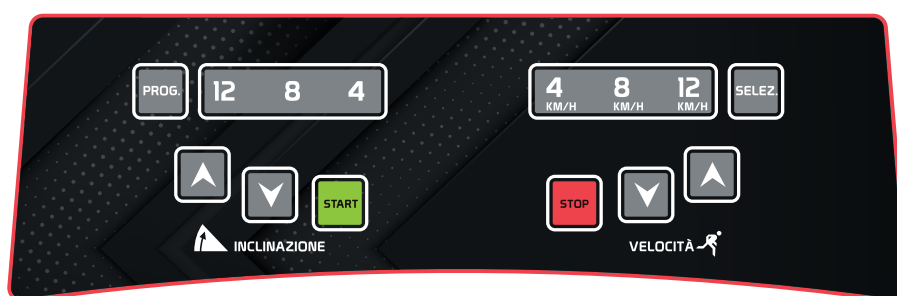 PROG.
12 8 4
4 8 12
KM/H KM/H KM/H
SELEZ.
START
STOP
INCLINAZIONE
VELOCITÀ